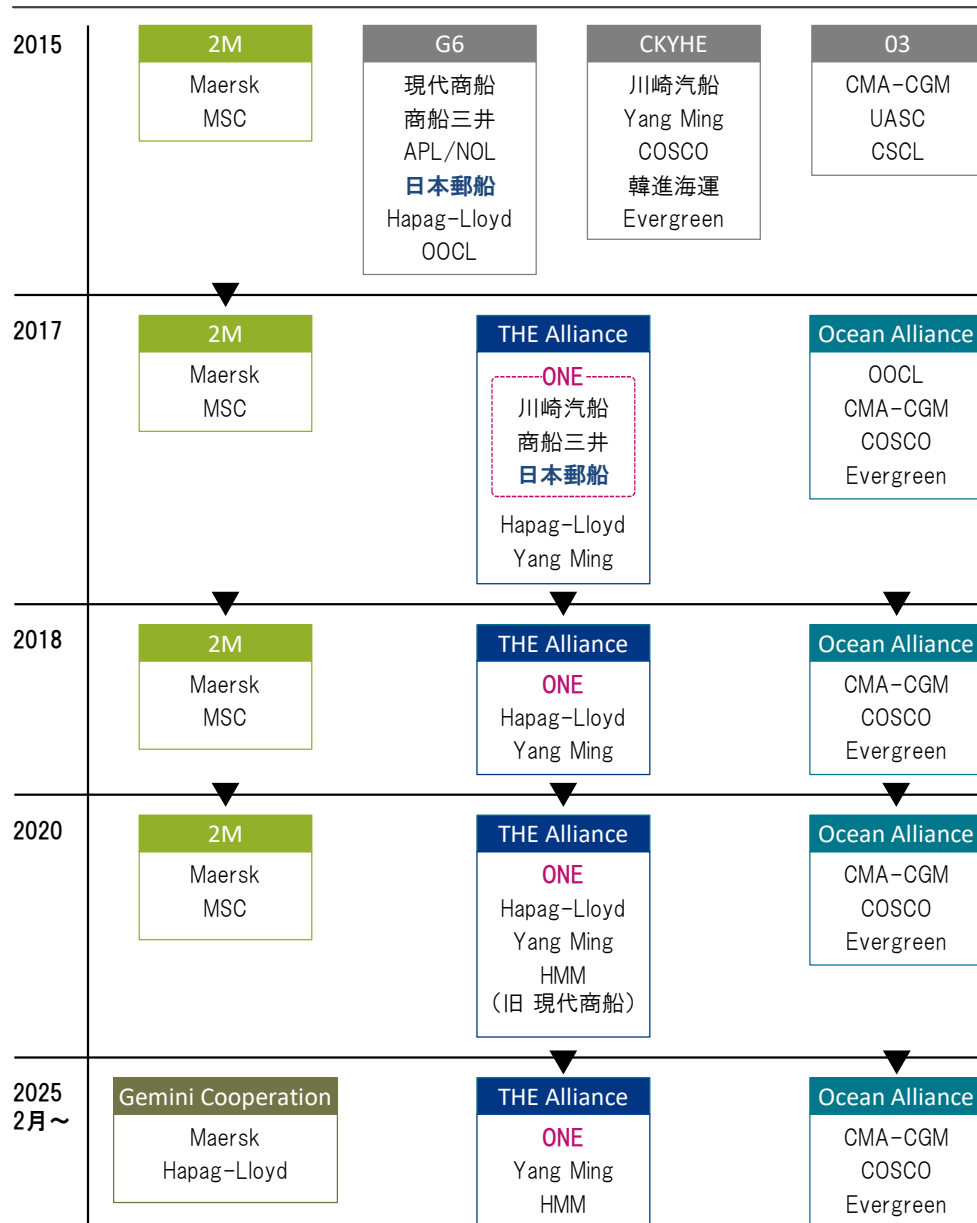 2015
2M
Maersk
MSC
G6
現代商船
商船三井
APL/NOL
日本郵船
Hapag-Lloyd
OOCL
CKYHE
川崎汽船
Yang Ming
COSCO
韓進海運
Evergreen
03
CMA-CGM
UASC
CSCL
2017
2M
Maersk
MSC
THE Alliance
ONE
川崎汽船
商船三井
日本郵船
Hapag-Lloyd
Yang Ming
Ocean Alliance
OOCL
CMA-CGM
COSCO
Evergreen
2018
2M
Maersk
MSC
THE Alliance
ONE
Hapag-Lloyd
Yang Ming
Ocean Alliance
CMA-CGM
COSCO
Evergreen
2020
2M
Maersk
MSC
THE Alliance
ONE
Hapag-Lloyd
Yang Ming
HMM
（旧 現代商船）
Ocean Alliance
CMA-CGM
COSCO
Evergreen
2025
2月～
Gemini Cooperation
Maersk
Hapag-Lloyd
THE Alliance
ONE
Yang Ming
HMM
Ocean Alliance
CMA-CGM
COSCO
Evergreen